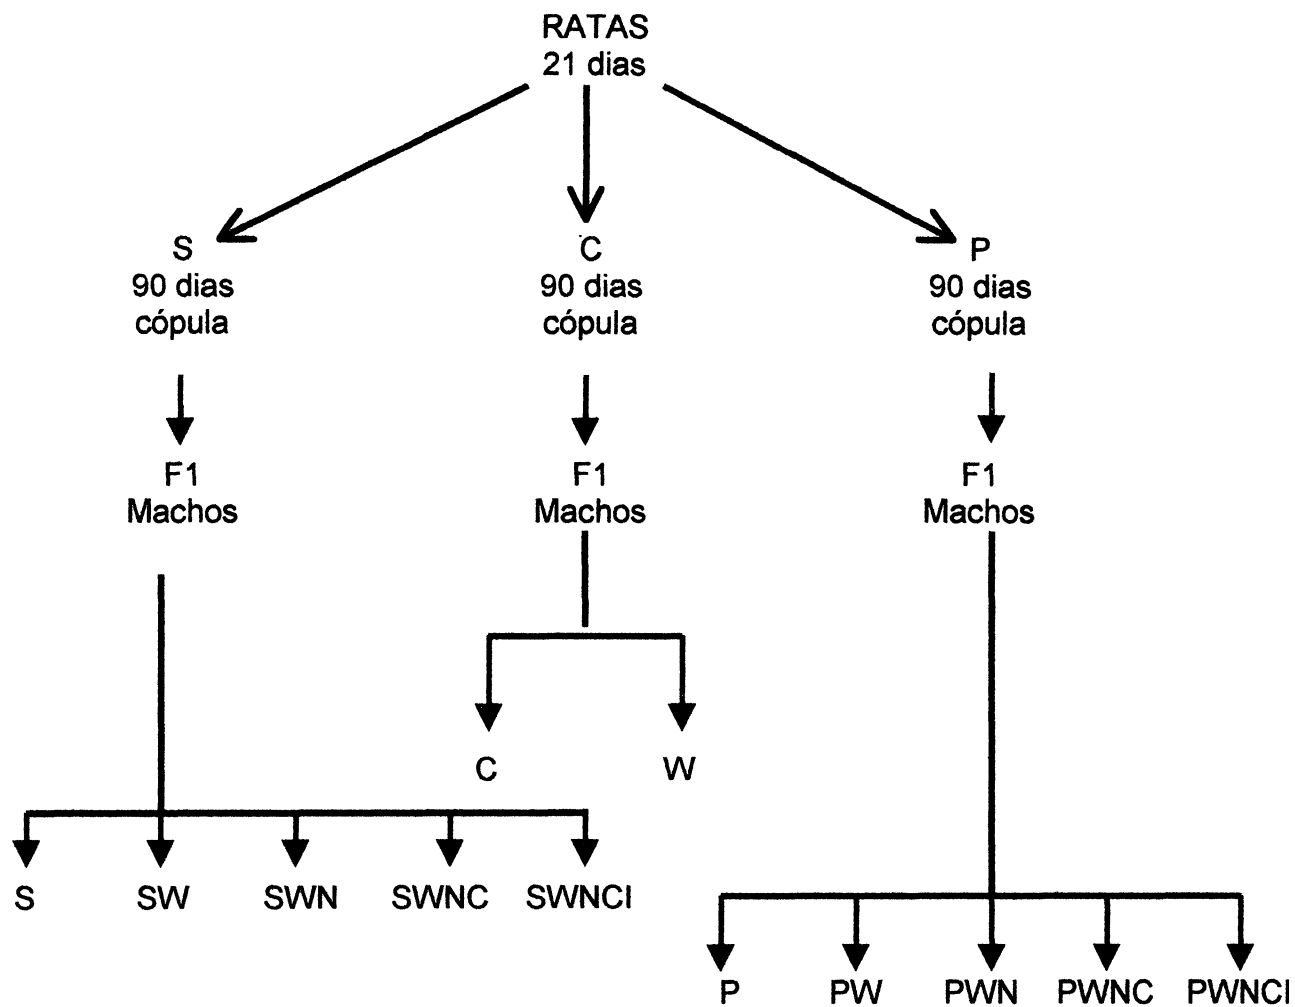 RATAS
21 dias
S
90 dias
cópula
C
90 dias
cópula
P
90 dias
cópula
F1
Machos
F1
Machos
F1
Machos
C
W
S
SW
SWN
SWNC
SWNCI
P
PW
PWN
PWNC
PWNCI